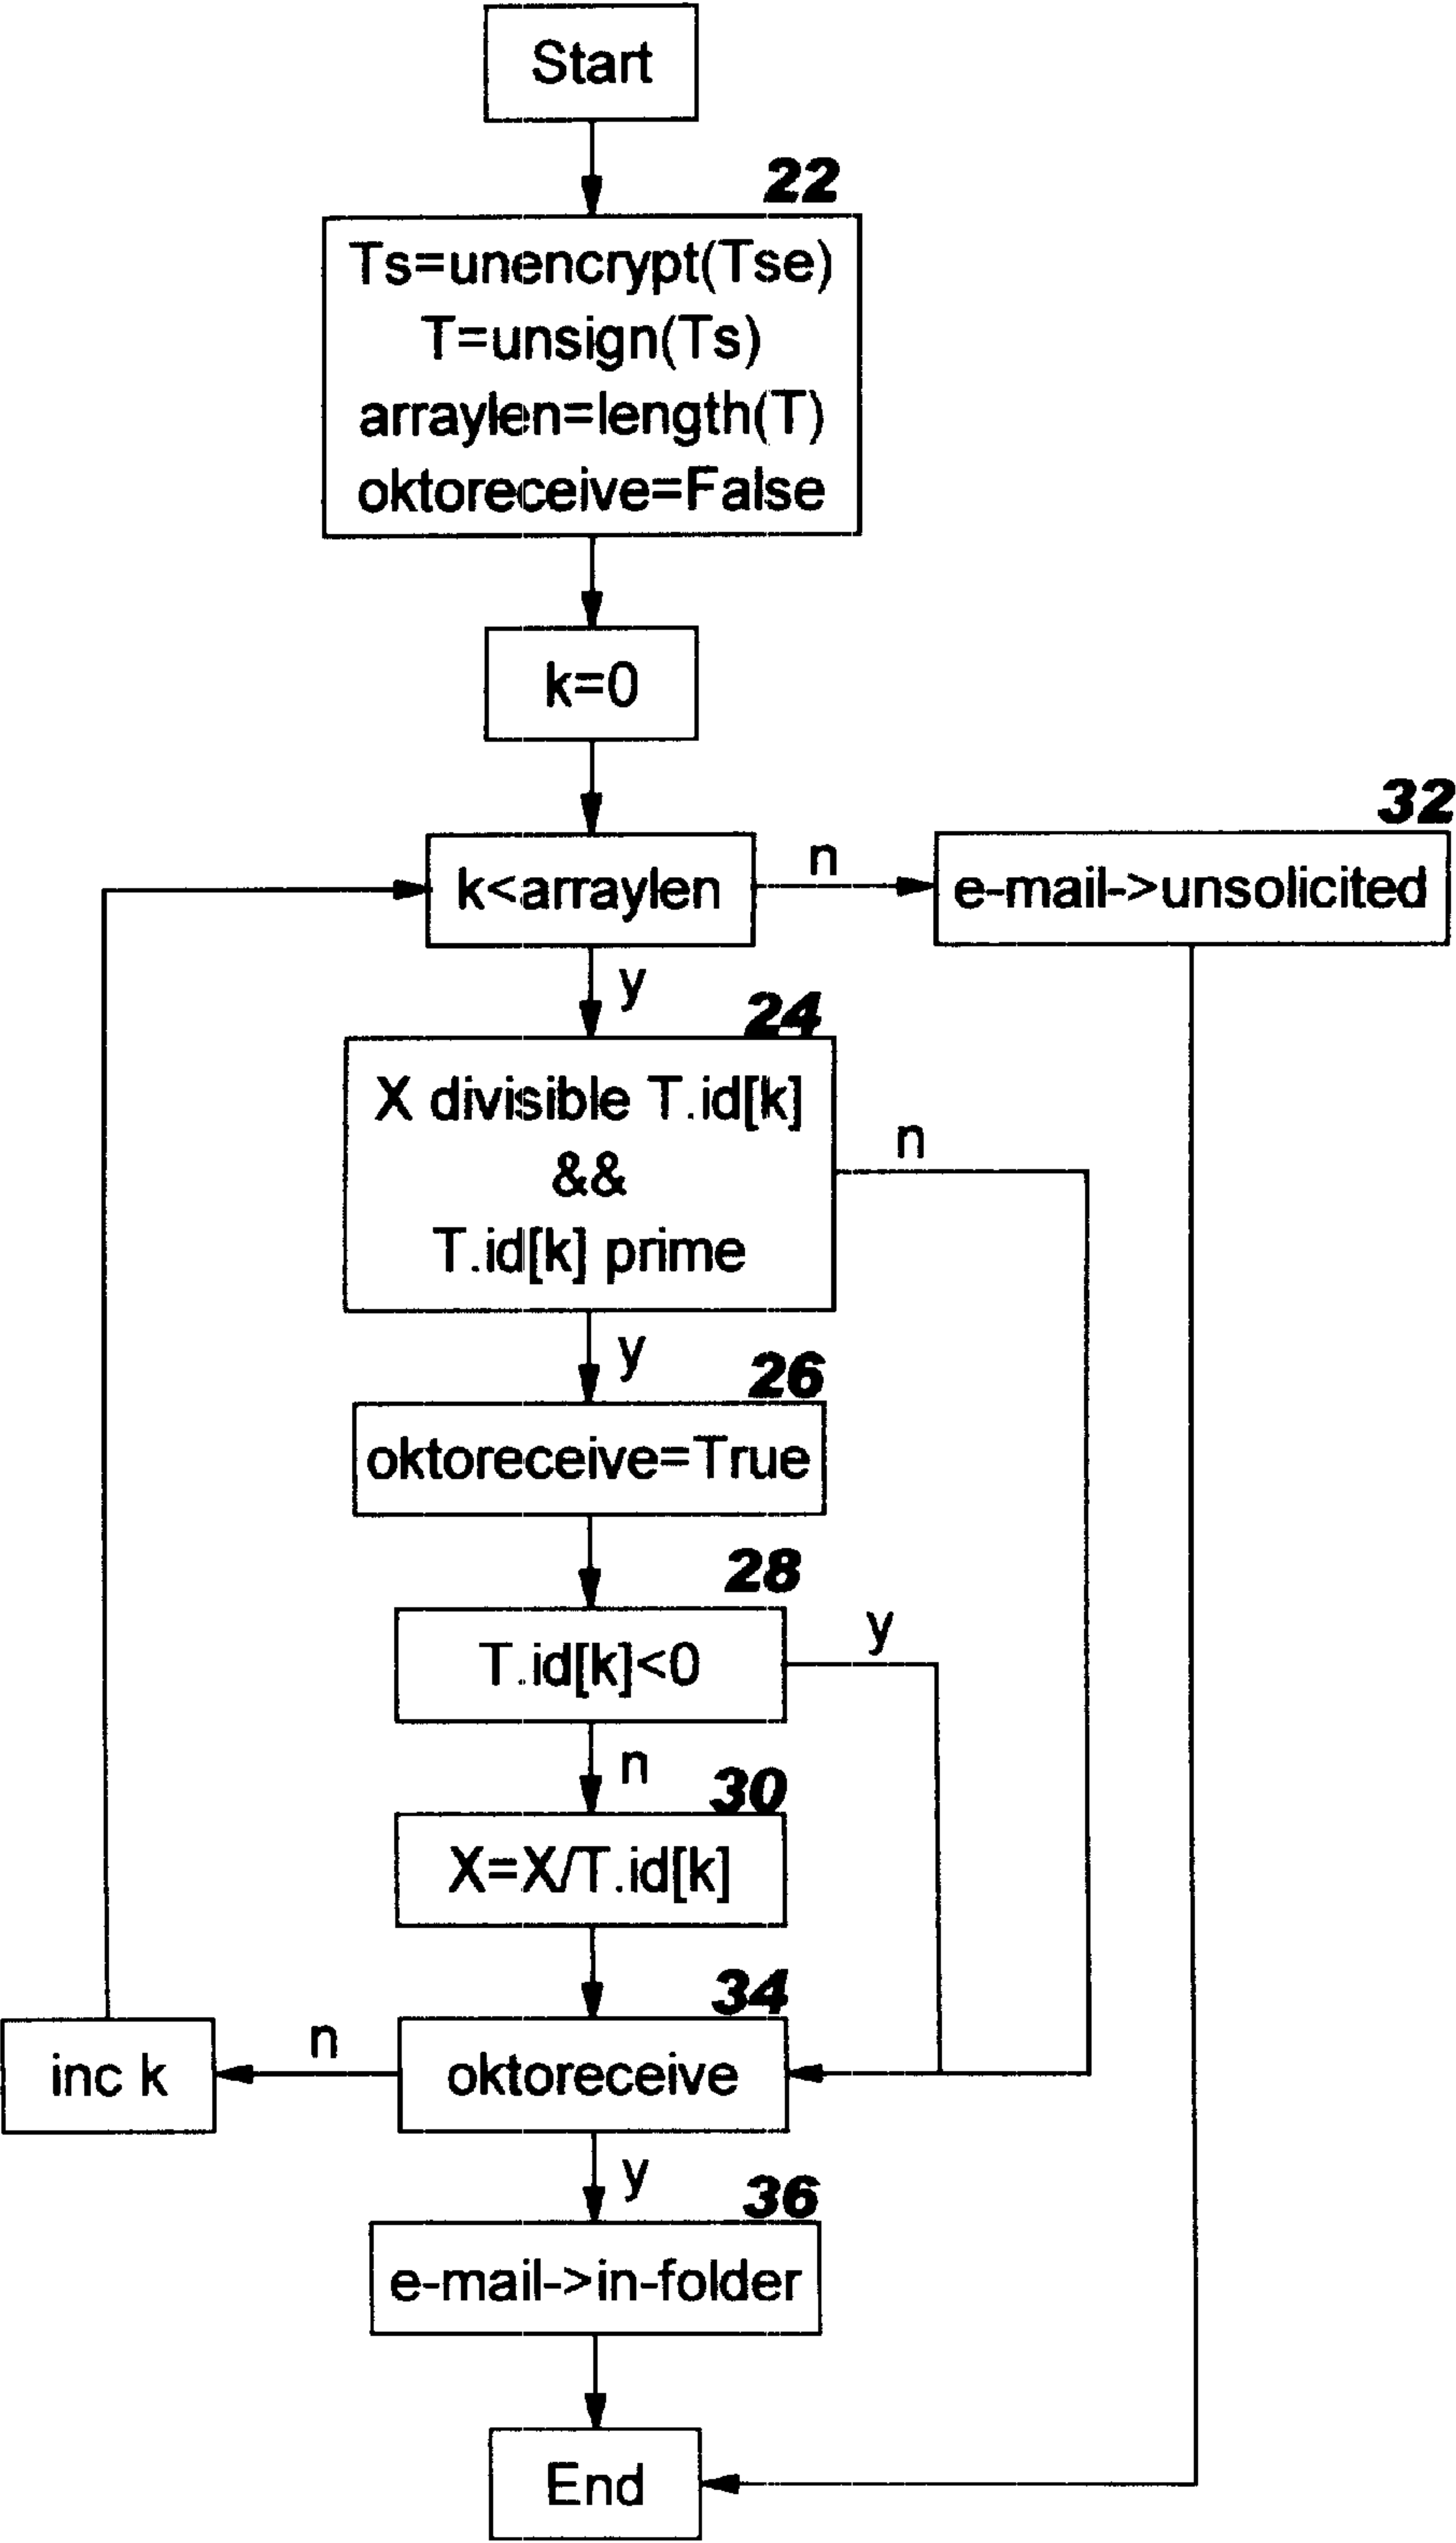 Start
22
Ts=unencrypt(Tse)
T=unsign(Ts)
arraylen=length(T)
oktoreceive=False
k=0
32
k<arraylen
n
e-mail->unsolicited
y
24
X divisible T.id[k]
&&
T.id[k] prime
n
y
26
oktoreceive=True
28
T.id[k]<0
y
n
30
X=X/T.id[k]
34
oktoreceive
n
inc k
y
36
e-mail->in-folder
End